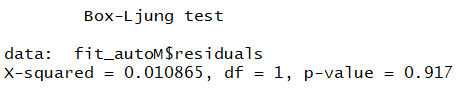 Box-Ljung test
data:  fit_autoM$residuals
X-squared = 0.010865, df = 1, p-value = 0.917